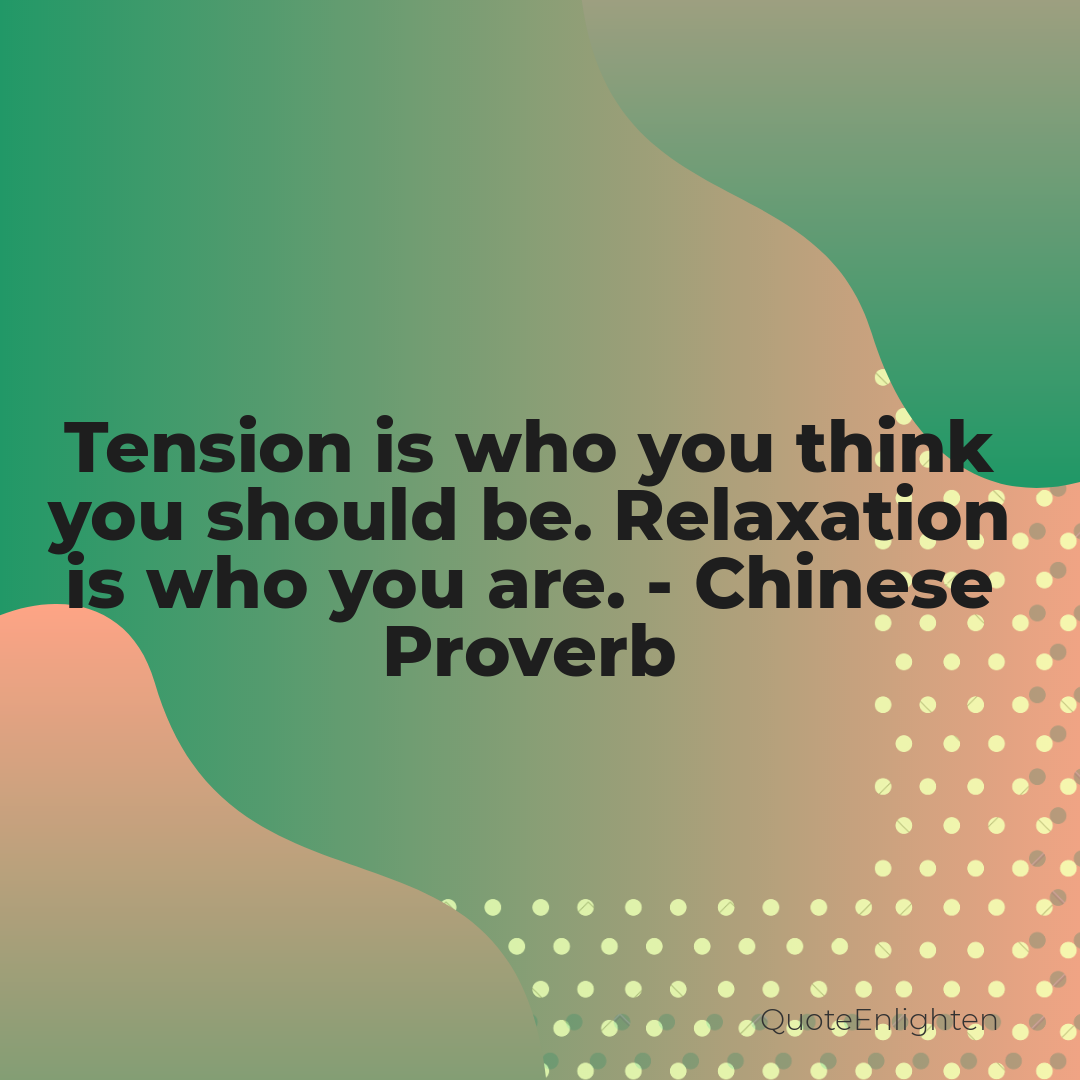 Tension is who you think
you should be. Relaxation
is who you are. - Chinese
Proverb
QuoteEnlighten